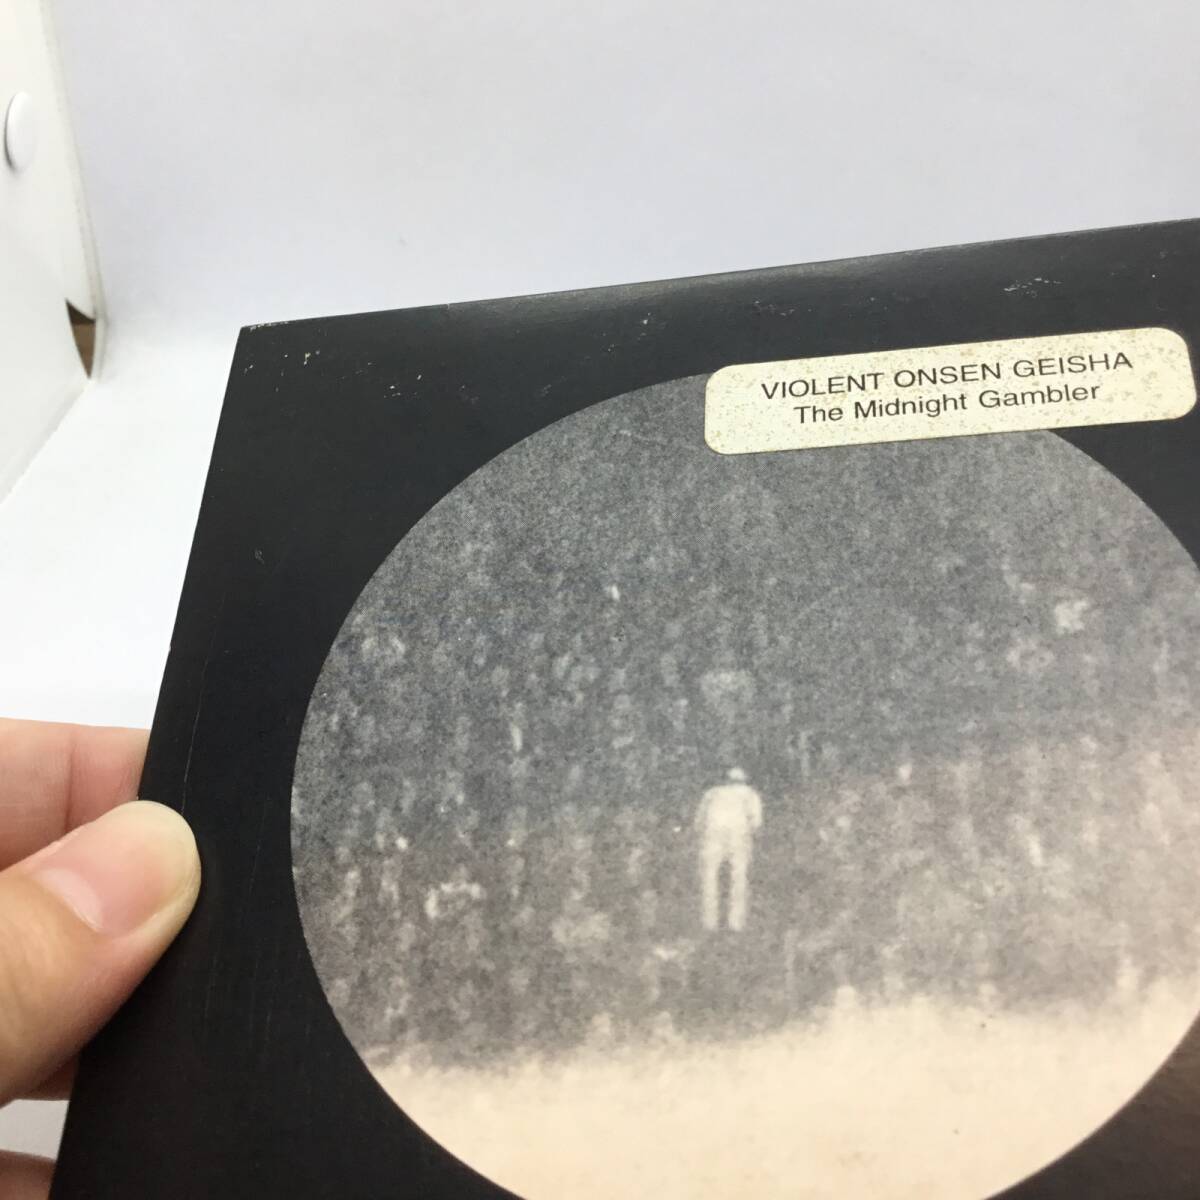 VIOLENT ONSEN GEISHA
The Midnight Gambler